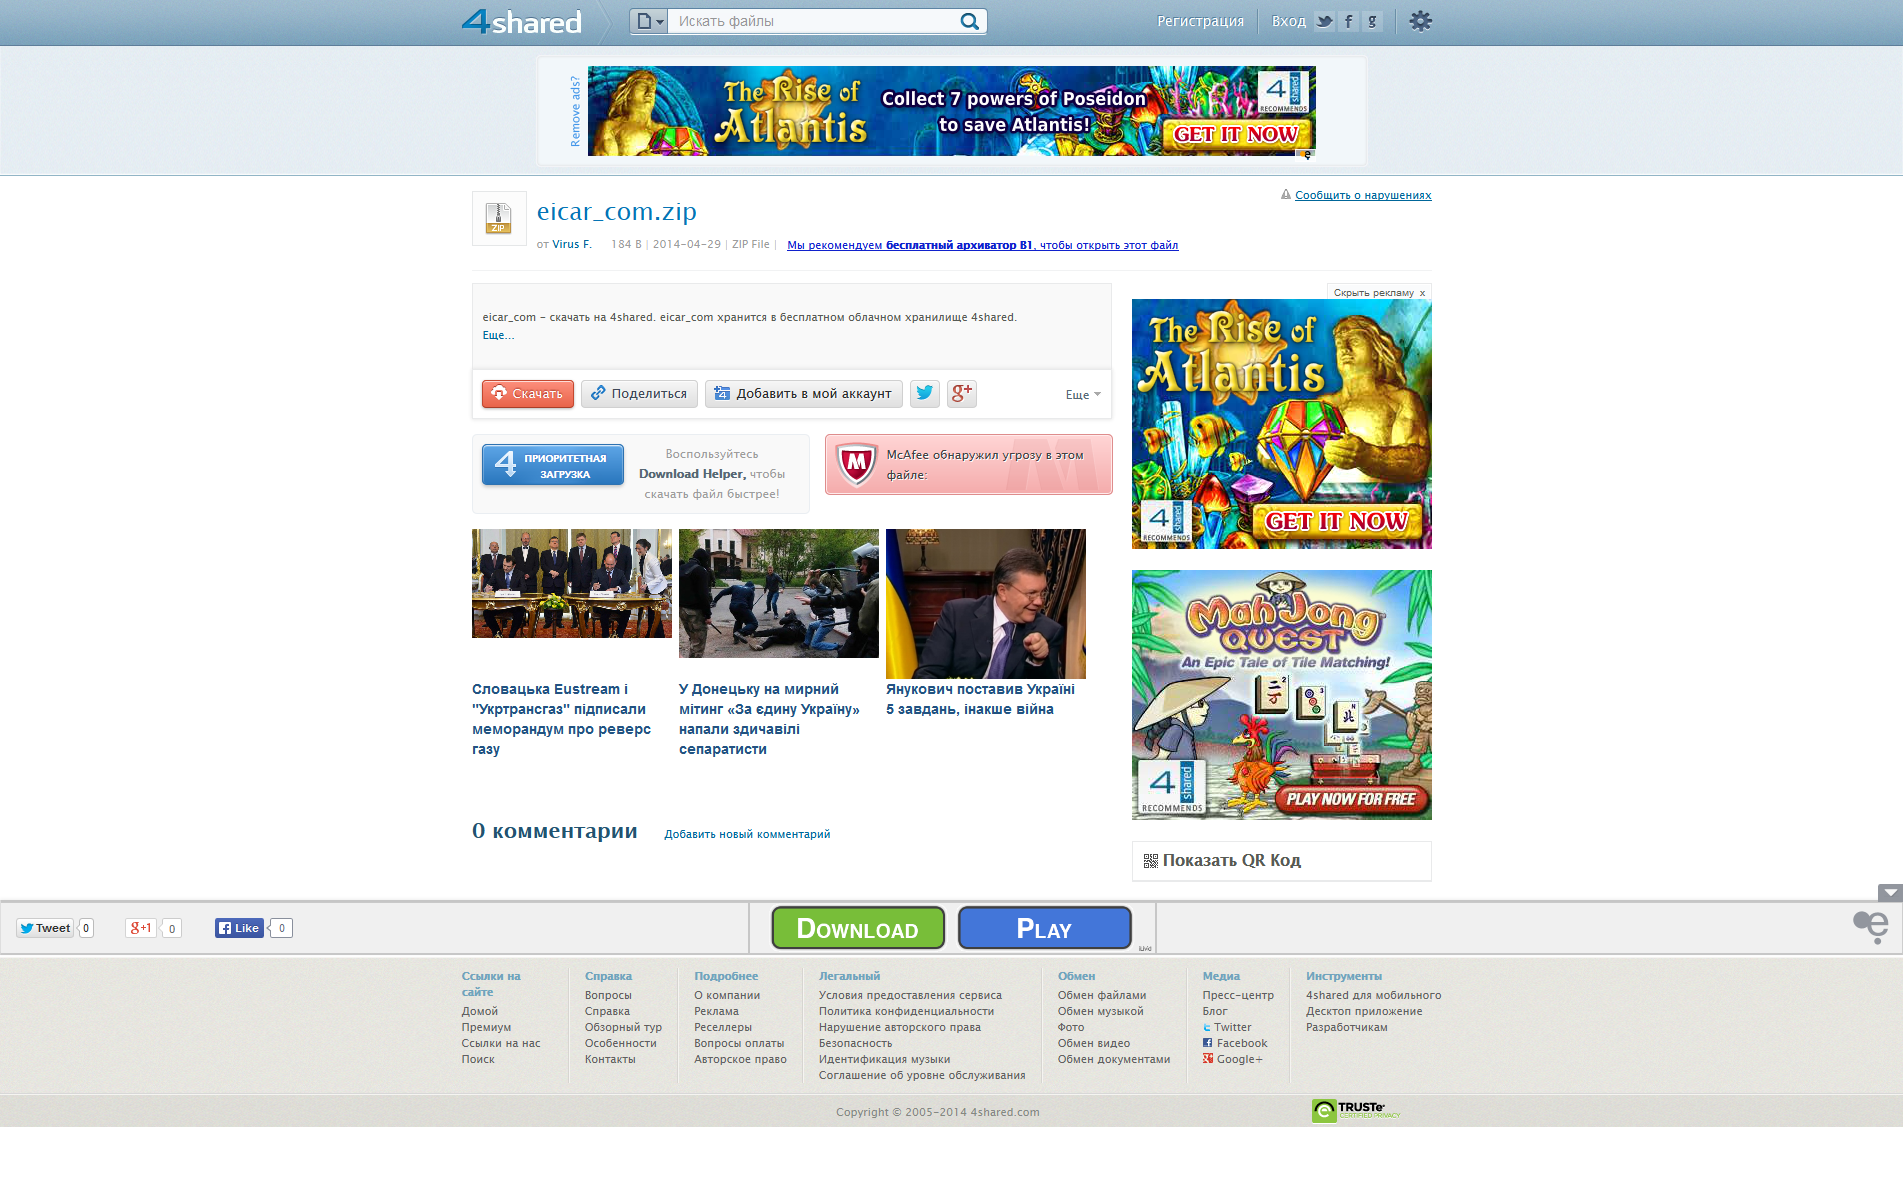 4shared
Искать файлы
Регистрация
Вход
Remove ads?
The Rise of
Atlantis
Collect 7 powers of Poseidon
to save Atlantis!
4 shared
RECOMMENDS
GET IT NOW
eicar_com.zip
Сообщить о нарушениях
ZIP
от Virus F. 184 B | 2014-04-29 | ZIP File | Мы рекомендуем бесплатный архиватор B1, чтобы открыть этот файл
Скрыть рекламу x
eicar_com - скачать на 4shared. eicar_com хранится в бесплатном облачном хранилище 4shared.
Еще...
Скачать
Поделиться
Добавить в мой аккаунт
g+
Еще
The Rise of
Atlantis
4 shared
RECOMMENDS
GET IT NOW
4 ПРИОРИТЕТНАЯ
ЗАГРУЗКА
Воспользуйтесь
Download Helper, чтобы
скачать файл быстрее!
McAfee обнаружил угрозу в этом
файле:
Словацька Eustream і
"Укртрансгаз" підписали
меморандум про реверс
газу
У Донецьку на мирний
мітинг «За єдину Україну»
напали здичавілі
сепаратисти
Янукович поставив Україні
5 завдань, інакше війна
Mah Jong
QUEST
An Epic Tale of Tile Matching!
4 shared
RECOMMENDS
PLAY NOW FOR FREE
0 комментарии
Добавить новый комментарий
Показать QR Код
Tweet 0
g+1 0
Like 0
DOWNLOAD
PLAY
Ссылки на
сайте
Домой
Премиум
Ссылки на нас
Поиск
Справка
Вопросы
Справка
Обзорный тур
Особенности
Контакты
Подробнее
О компании
Реклама
Реселлеры
Вопросы оплаты
Авторское право
Легальный
Условия предоставления сервиса
Политика конфиденциальности
Нарушение авторского права
Безопасность
Идентификация музыки
Соглашение об уровне обслуживания
Обмен
Обмен файлами
Обмен музыкой
Фото
Обмен видео
Обмен документами
Медиа
Пресс-центр
Блог
Twitter
Facebook
Google+
Инструменты
4shared для мобильного
Десктоп приложение
Разработчикам
Copyright © 2005-2014 4shared.com
TRUSTe
CERTIFIED PRIVACY